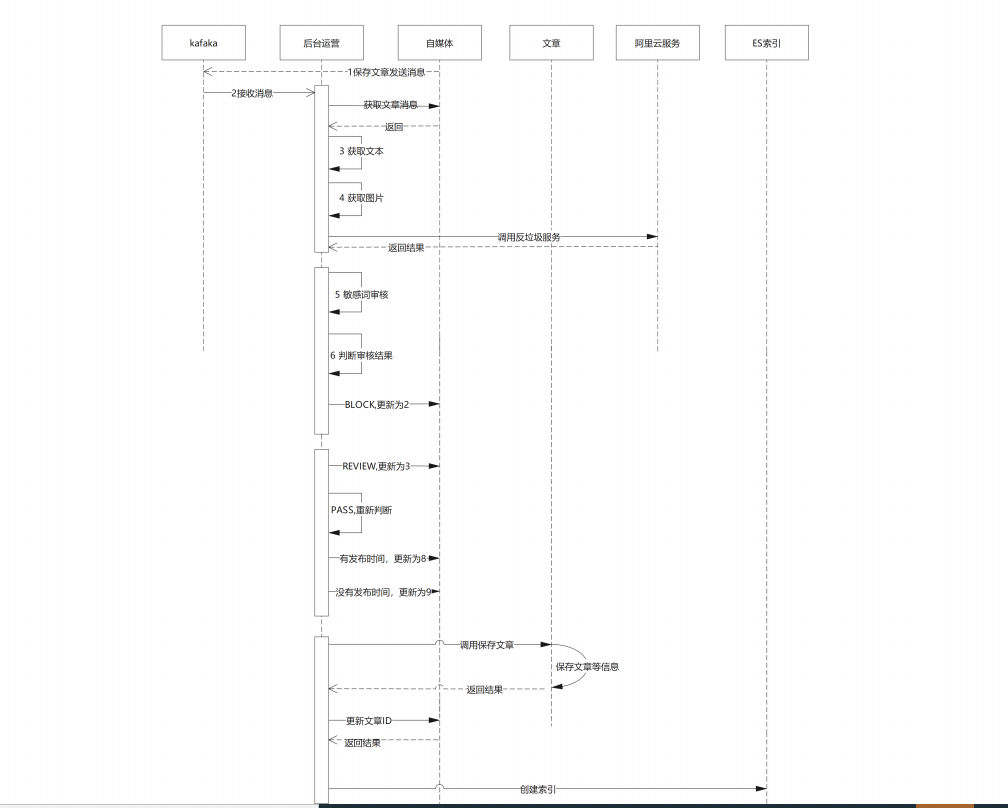 kafaka
后台运营
自媒体
文章
阿里云服务
ES索引
1保存文章发送消息
2接收消息
获取文章消息
返回
3 获取文本
4 获取图片
调用反垃圾服务
返回结果
5 敏感词审核
6 判断审核结果
BLOCK,更新为2
REVIEW,更新为3
PASS,重新判断
有发布时间，更新为8
没有发布时间，更新为9
调用保存文章
保存文章等信息
返回结果
更新文章ID
返回结果
创建索引